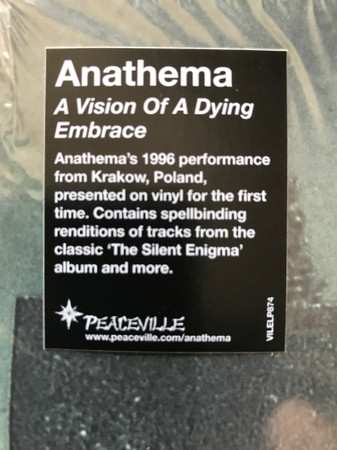 Anathema
A Vision Of A Dying
Embrace
Anathema's 1996 performance
from Krakow, Poland,
presented on vinyl for the first
time. Contains spellbinding
renditions of tracks from the
classic 'The Silent Enigma'
album and more.
PEACEVILLE
www.peaceville.com/anathema
VILELP874